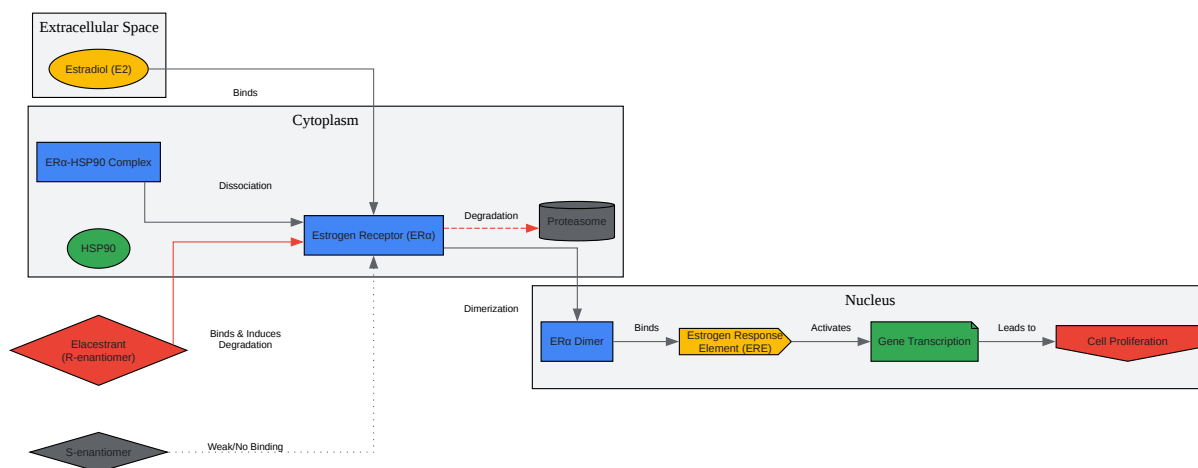 Extracellular Space
Estradiol (E2)
Binds
Cytoplasm
ERα-HSP90 Complex
Dissociation
Estrogen Receptor (ERα)
Degradation
Proteasome
HSP90
Dimerization
Nucleus
Elacestrant
(R-enantiomer)
Binds & Induces
Degradation
ERα Dimer
Binds
Estrogen Response
Element (ERE)
Activates
Gene Transcription
Leads to
Cell Proliferation
S-enantiomer
Weak/No Binding